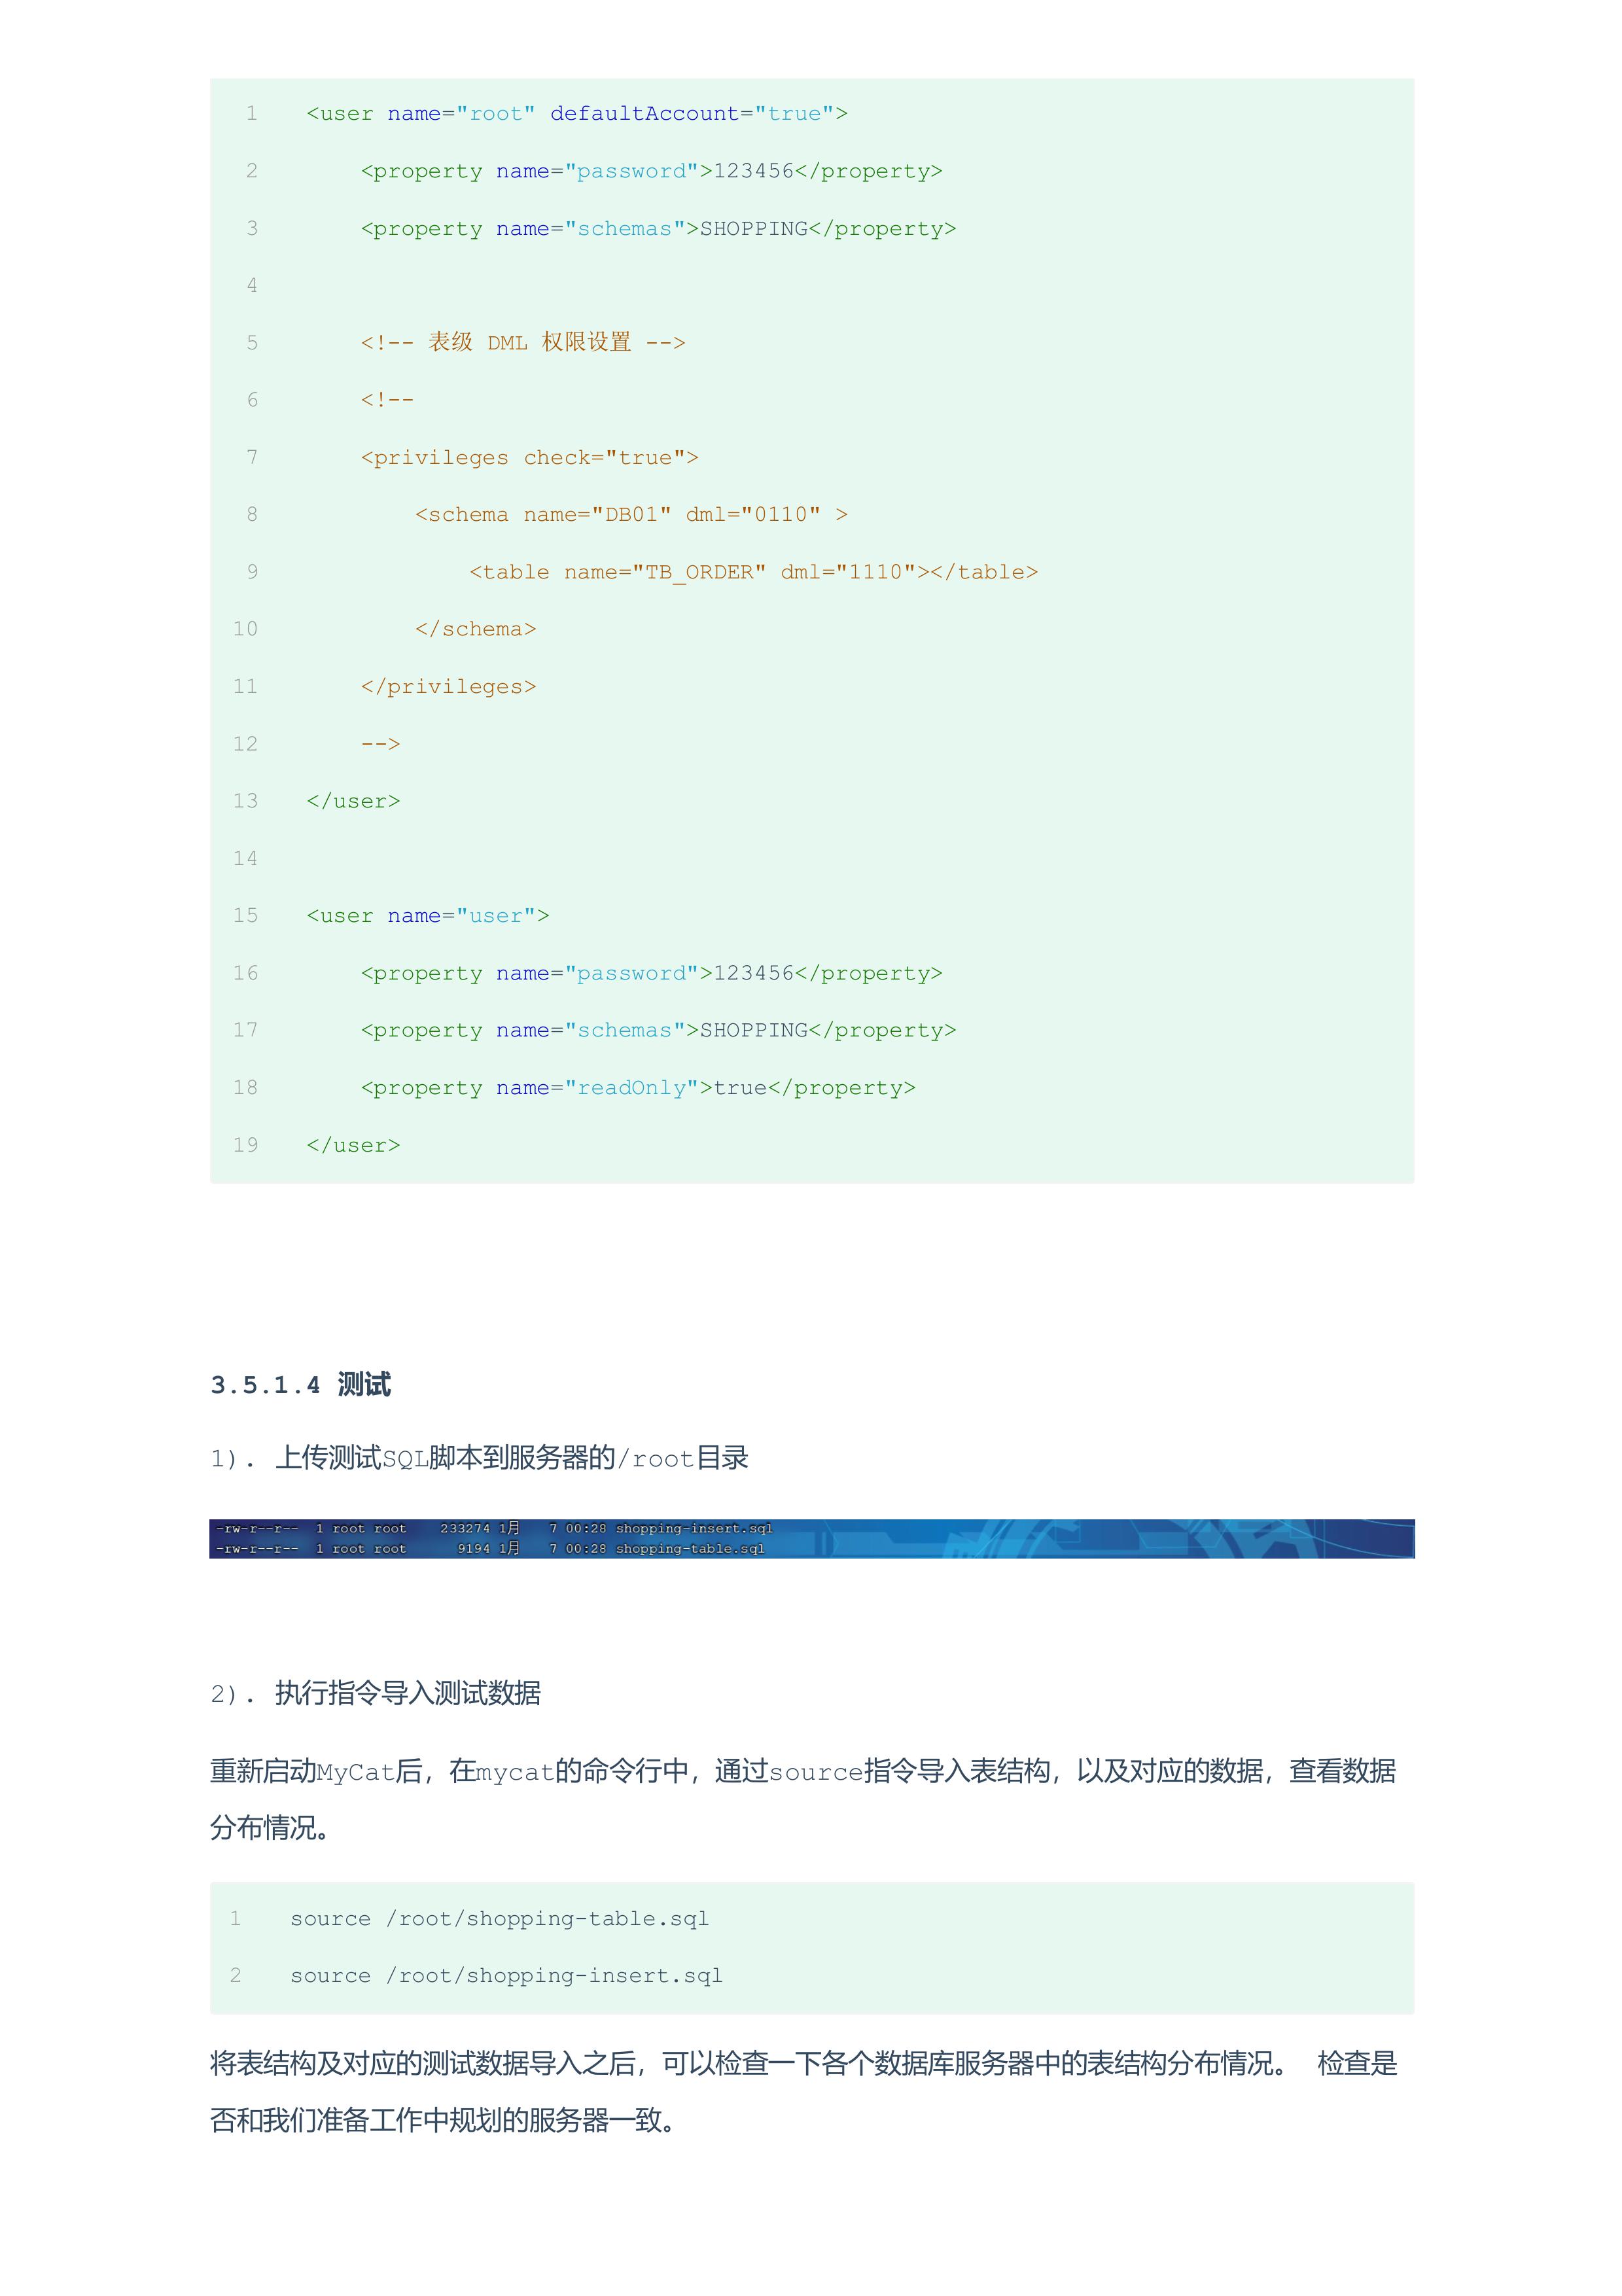 1 <user name="root" defaultAccount="true">
2     <property name="password">123456</property>
3     <property name="schemas">SHOPPING</property>
4
5     <!-- 表级 DML 权限设置 -->
6     <!--
7     <privileges check="true">
8         <schema name="DB01" dml="0110" >
9             <table name="TB_ORDER" dml="1110"></table>
10         </schema>
11     </privileges>
12     -->
13 </user>
14
15 <user name="user">
16     <property name="password">123456</property>
17     <property name="schemas">SHOPPING</property>
18     <property name="readOnly">true</property>
19 </user>
3.5.1.4 测试
1). 上传测试SQL脚本到服务器的/root目录
-rw-r--r-- 1 root root 233274 1月 7 00:28 shopping-insert.sql
-rw-r--r-- 1 root root 9194 1月 7 00:28 shopping-table.sql
2). 执行指令导入测试数据
重新启动MyCat后，在mycat的命令行中，通过source指令导入表结构，以及对应的数据，查看数据
分布情况。
1 source /root/shopping-table.sql
2 source /root/shopping-insert.sql
将表结构及对应的测试数据导入之后，可以检查一下各个数据库服务器中的表结构分布情况。 检查是
否和我们准备工作中规划的服务器一致。